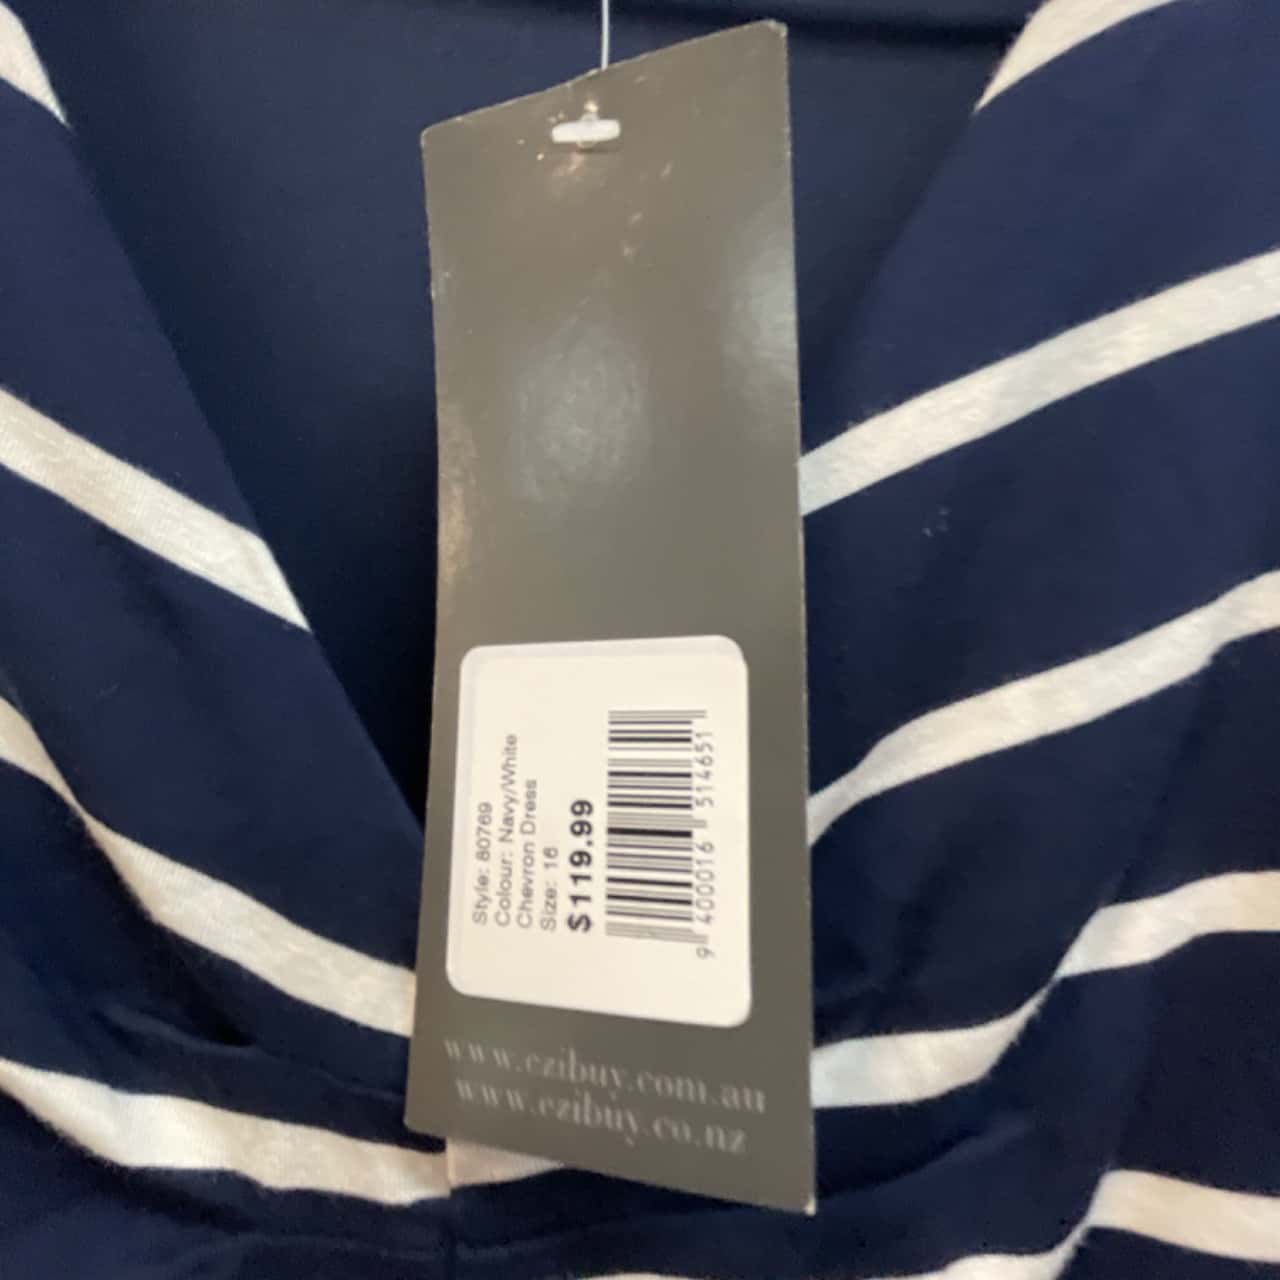 Style: 80769
Colour: Navy/White
Chevron Dress
Size: 16
$119.99
9 400016 514651
www.ezibuy.com.au
www.ezibuy.co.nz